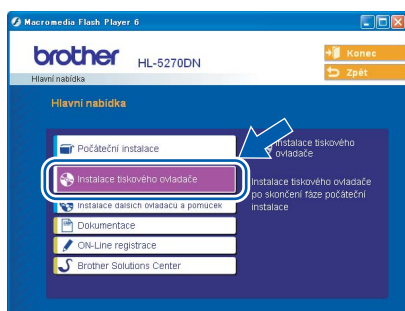 Macromedia Flash Player 6
brother HL-5270DN
Konec
Zpět
Hlavní nabídka
Hlavní nabídka
Počáteční instalace
Instalace tiskového ovladače
Instalace dalších ovladačů a pomůcek
Dokumentace
ON-Line registrace
Brother Solutions Center
instalace tiskového
ovladače
Instalace tiskového ovladače
po skončení fáze počáteční
instalace